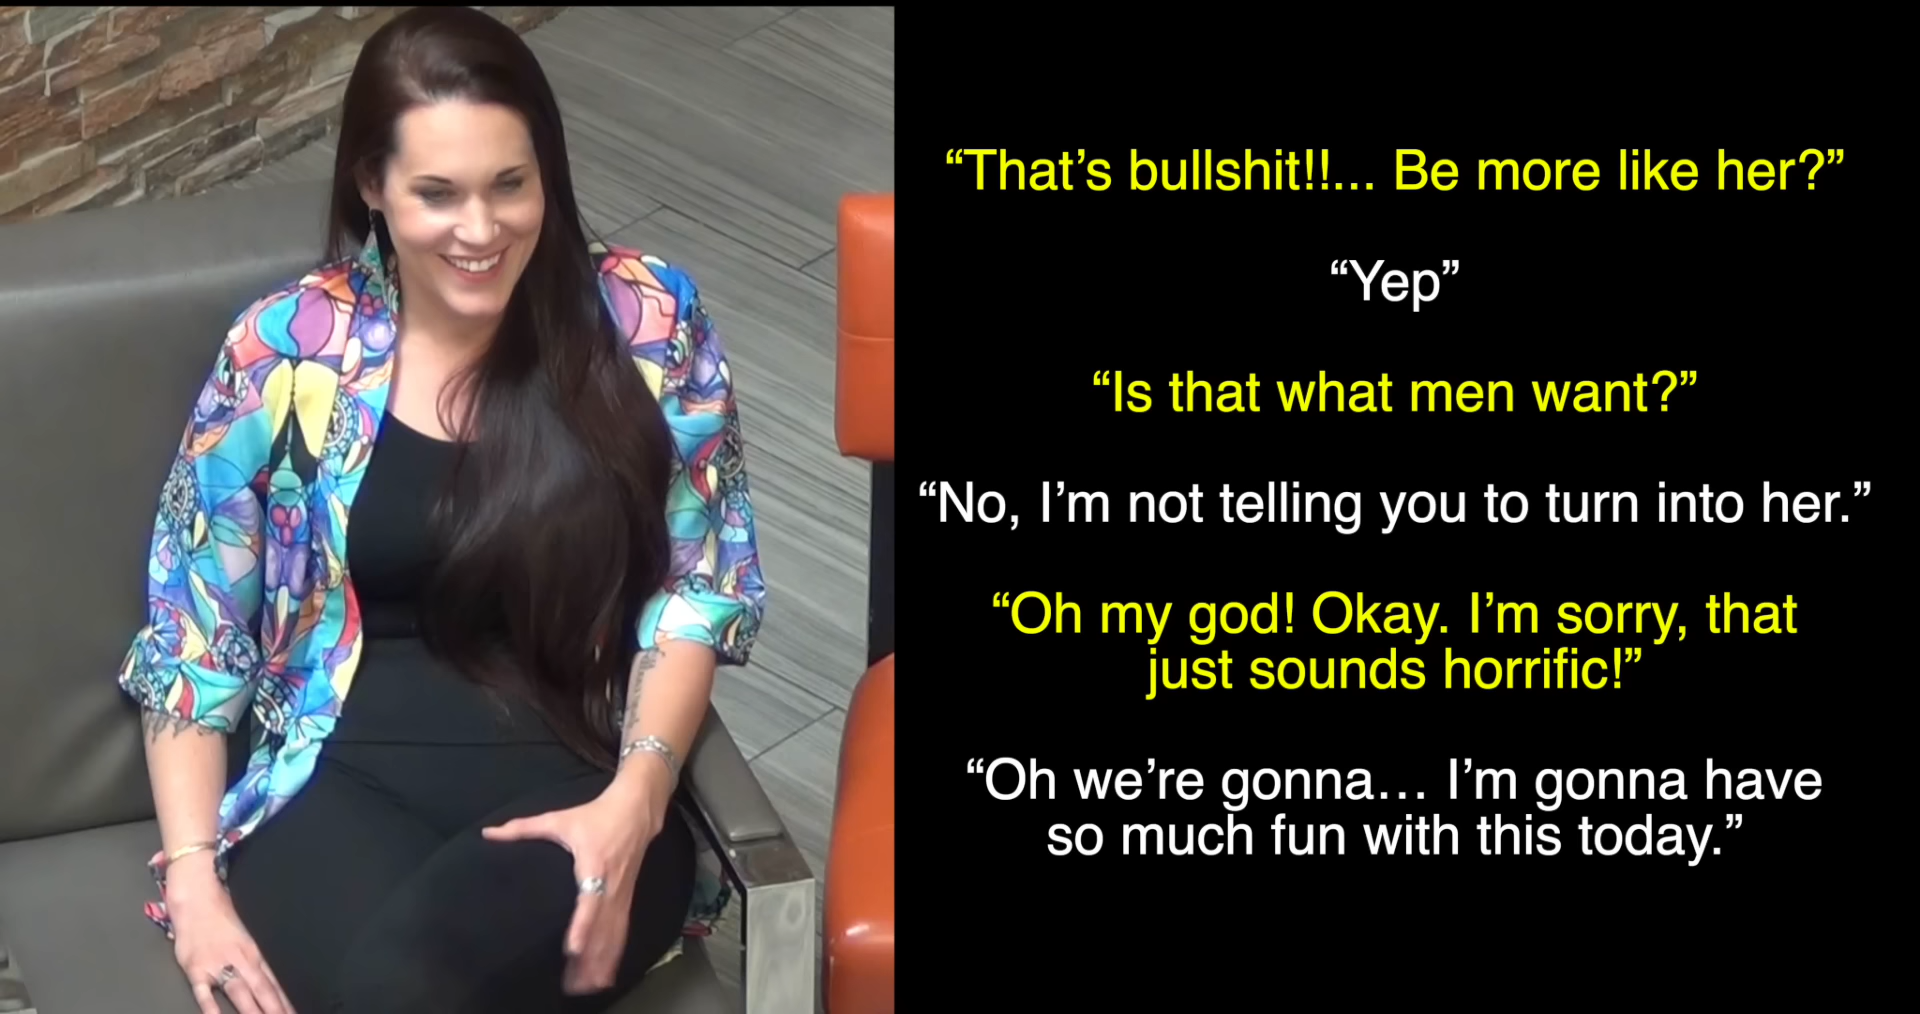 “That’s bullshit!!... Be more like her?”
“Yep”
“Is that what men want?”
“No, I’m not telling you to turn into her.”
“Oh my god! Okay. I’m sorry, that
just sounds horrific!”
“Oh we’re gonna… I’m gonna have
so much fun with this today.”